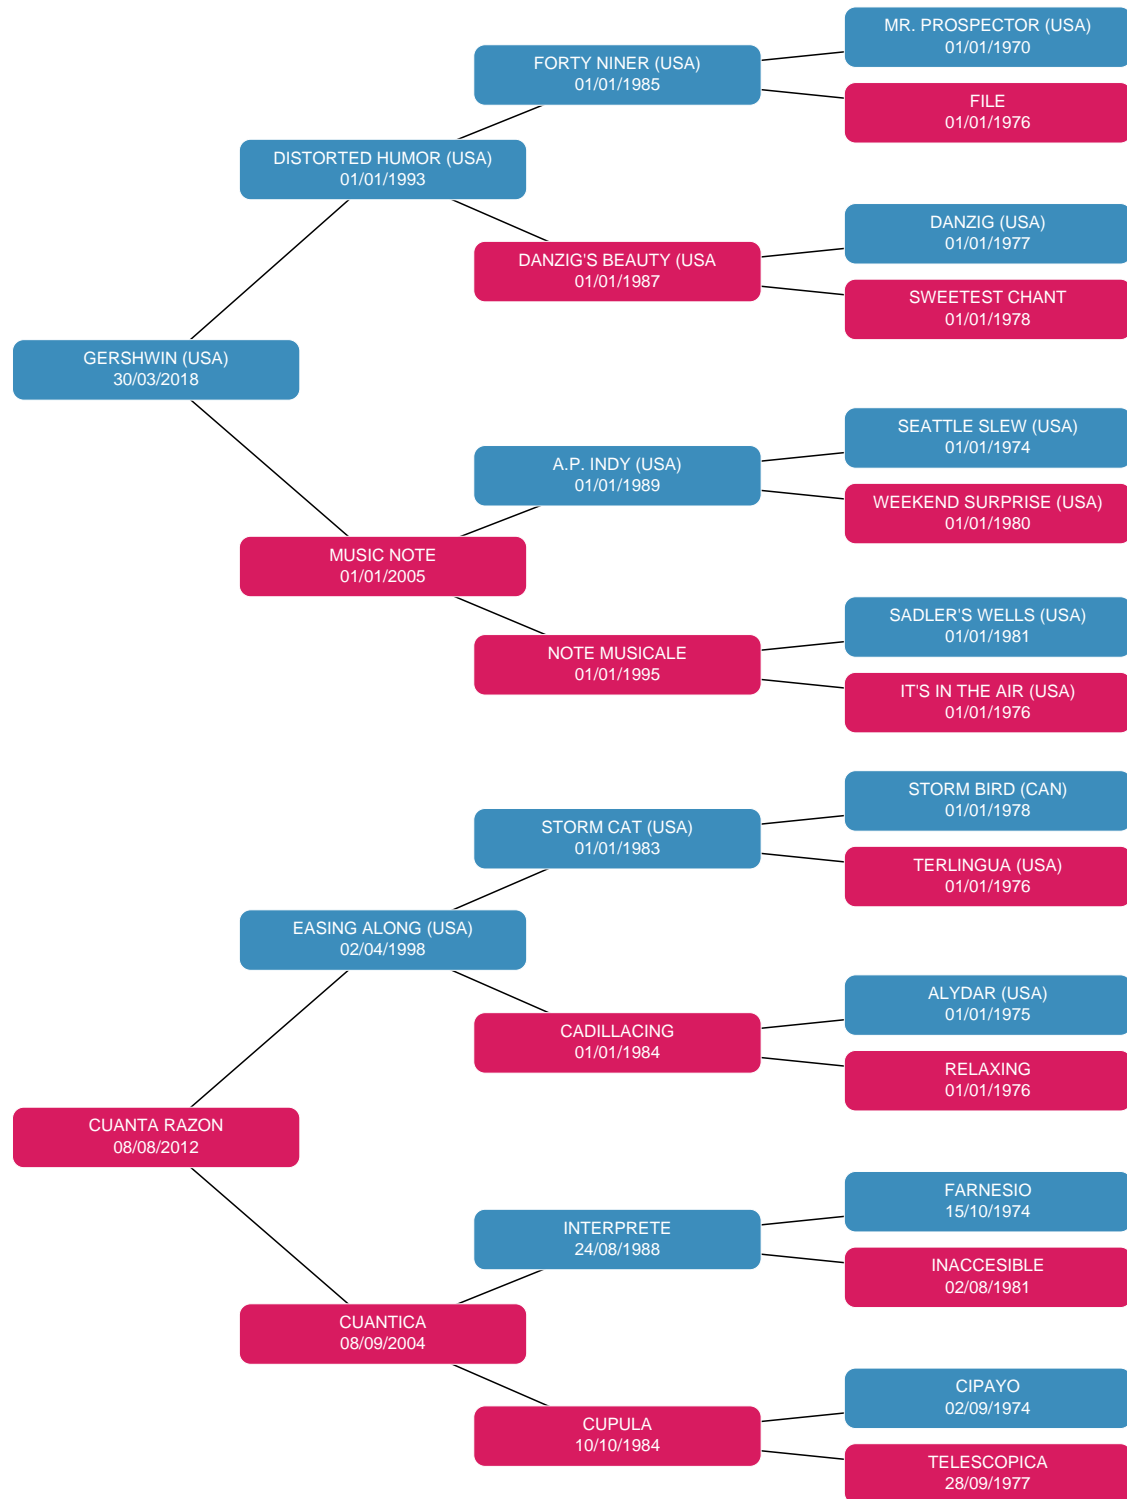 MR. PROSPECTOR (USA)
01/01/1970
FORTY NINER (USA)
01/01/1985
FILE
01/01/1976
DISTORTED HUMOR (USA)
01/01/1993
DANZIG (USA)
01/01/1977
DANZIG'S BEAUTY (USA
01/01/1987
SWEETEST CHANT
01/01/1978
GERSHWIN (USA)
30/03/2018
SEATTLE SLEW (USA)
01/01/1974
A.P. INDY (USA)
01/01/1989
WEEKEND SURPRISE (USA)
01/01/1980
MUSIC NOTE
01/01/2005
SADLER'S WELLS (USA)
01/01/1981
NOTE MUSICALE
01/01/1995
IT'S IN THE AIR (USA)
01/01/1976
STORM BIRD (CAN)
01/01/1978
STORM CAT (USA)
01/01/1983
TERLINGUA (USA)
01/01/1976
EASING ALONG (USA)
02/04/1998
ALYDAR (USA)
01/01/1975
CADILLACING
01/01/1984
RELAXING
01/01/1976
CUANTA RAZON
08/08/2012
FARNESIO
15/10/1974
INTERPRETE
24/08/1988
INACCESIBLE
02/08/1981
CUANTICA
08/09/2004
CIPAYO
02/09/1974
CUPULA
10/10/1984
TELESCOPICA
28/09/1977